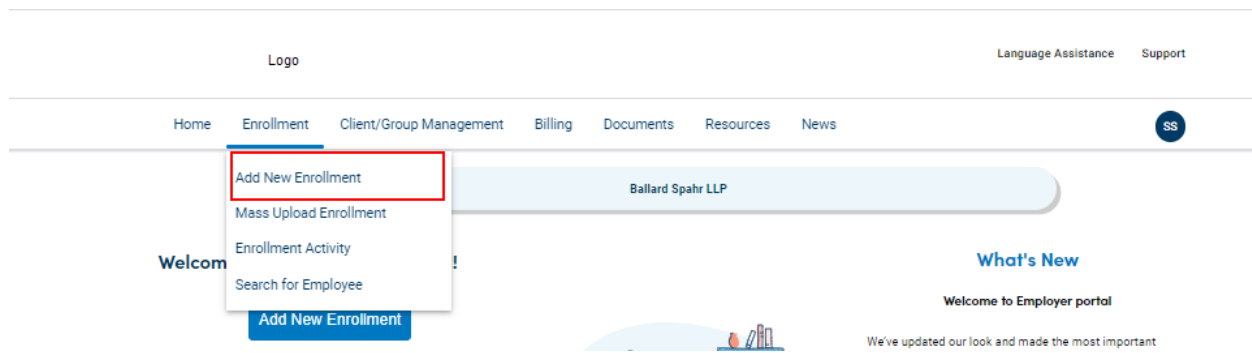 Logo
Language Assistance Support
Home Enrollment Client/Group Management Billing Documents Resources News SS
Add New Enrollment
Mass Upload Enrollment
Enrollment Activity
Search for Employee
Ballard Spahr LLP
Welcom !
Add New Enrollment
What's New
Welcome to Employer portal
We've updated our look and made the most important